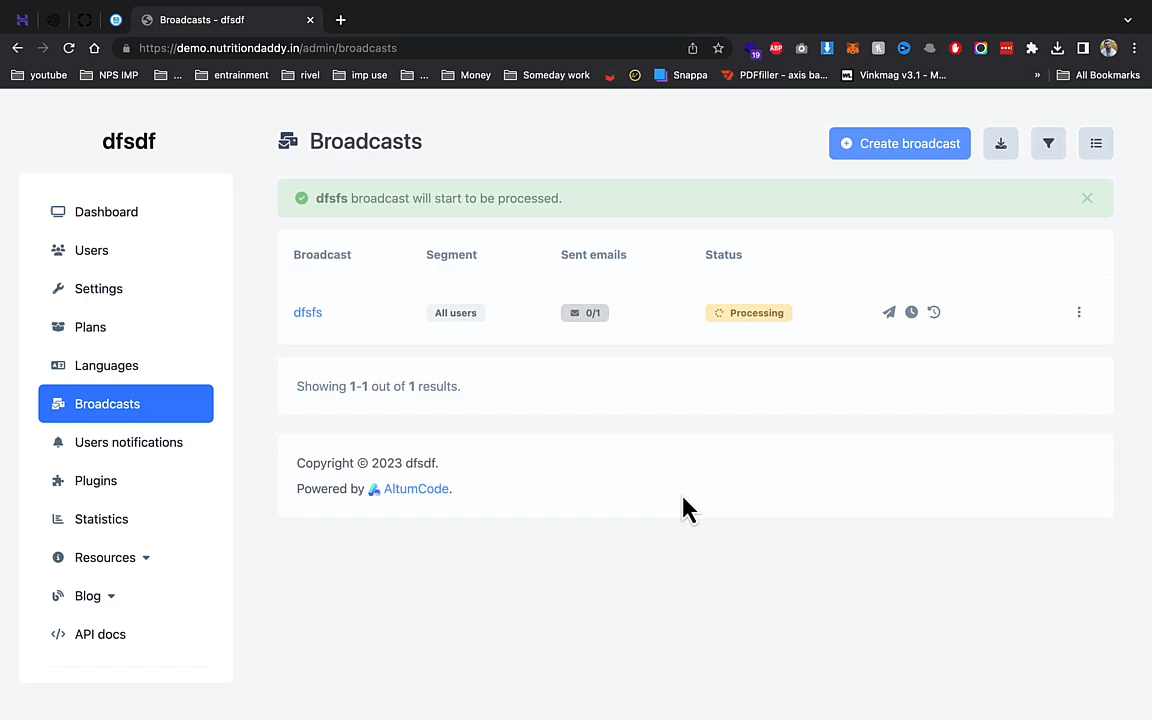 Broadcasts - dfsdf
https://demo.nutritiondaddy.in/admin/broadcasts
19
ABP
youtube
NPS IMP
...
entrainment
rivel
imp use
...
Money
Someday work
Snappa
PDFfiller - axis ba...
Vinkmag v3.1 - M...
»
All Bookmarks
dfsdf
Dashboard
Users
Settings
Plans
Languages
Broadcasts
Users notifications
Plugins
Statistics
Resources
Blog
API docs
Broadcasts
Create broadcast
dfsfs broadcast will start to be processed.
Broadcast Segment Sent emails Status
dfsfs All users 0/1 Processing
Showing 1-1 out of 1 results.
Copyright © 2023 dfsdf.
Powered by AltumCode.